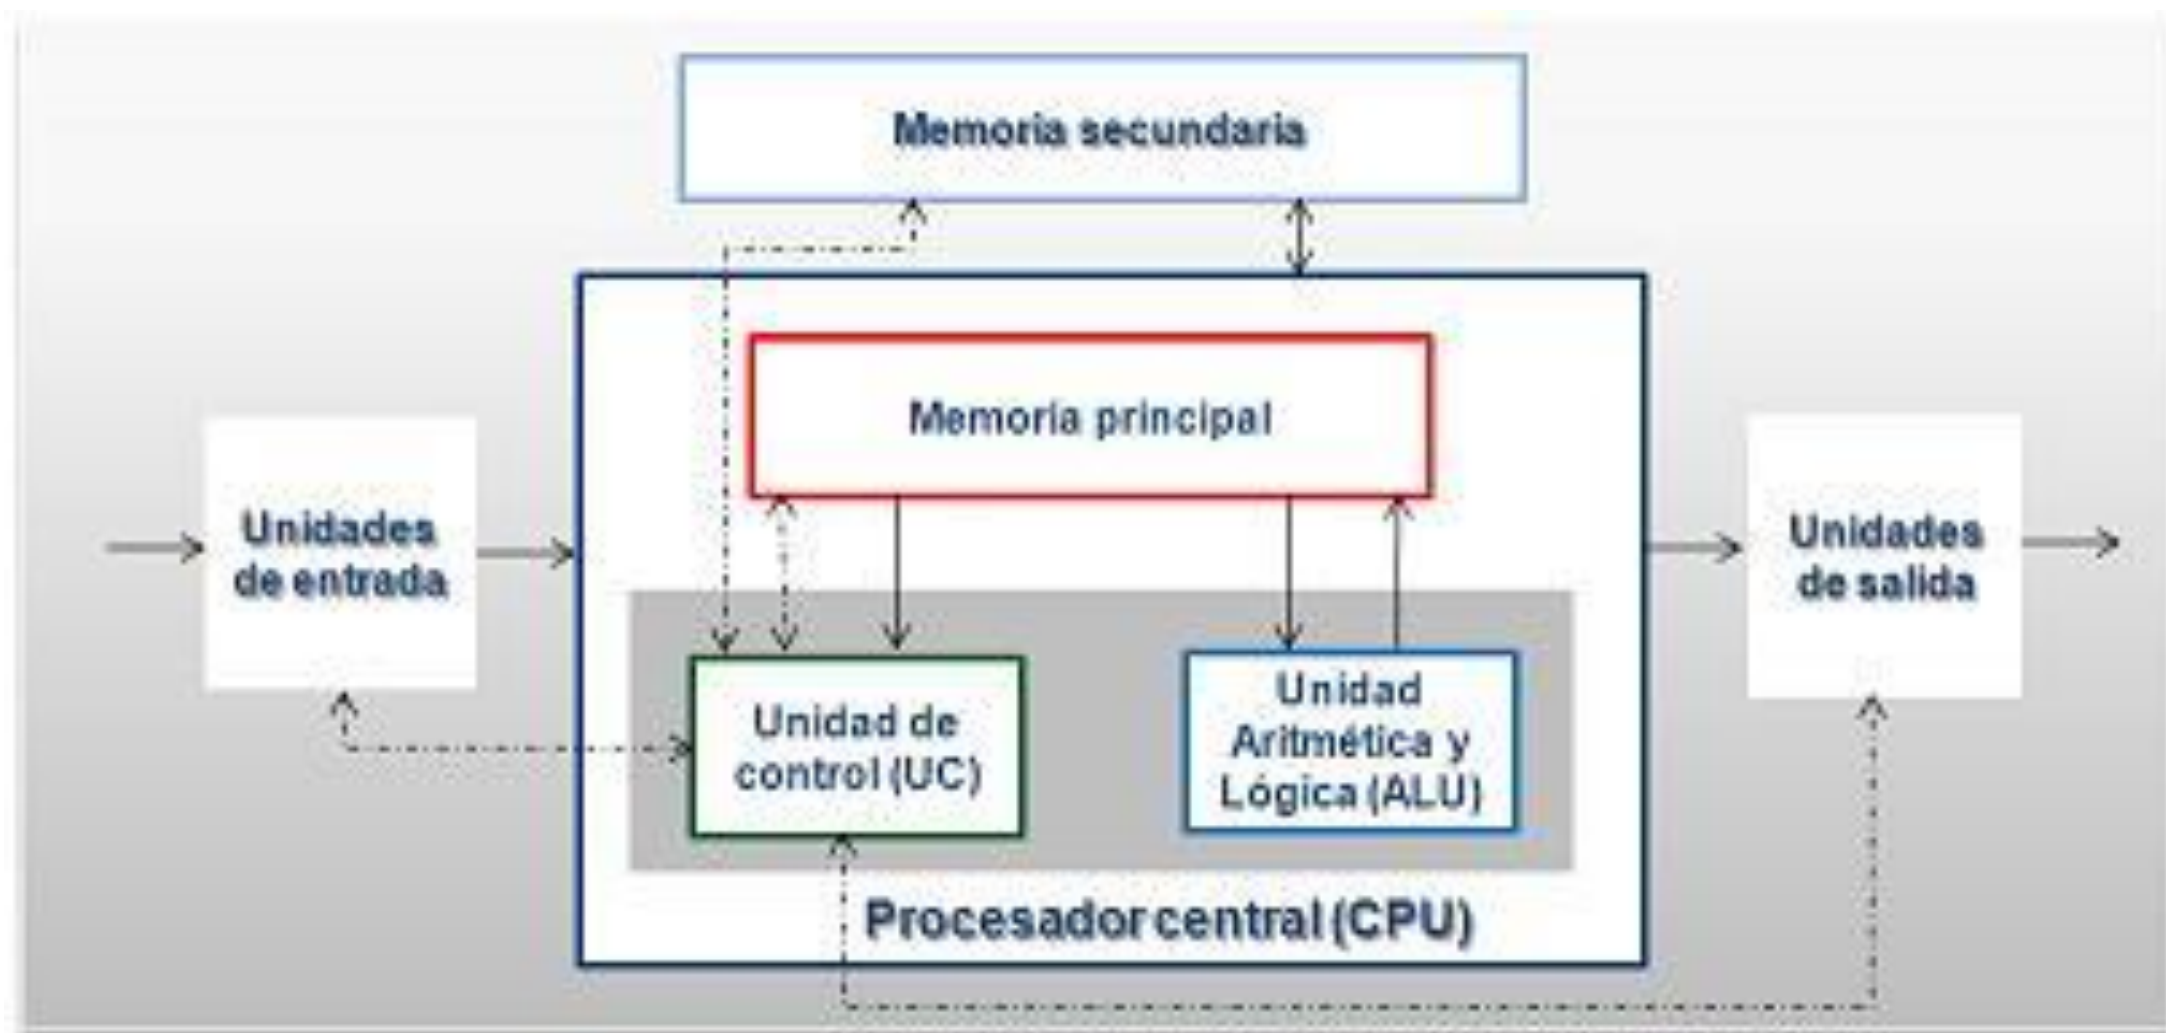 Memoria secundaria
Memoria principal
Unidades
de entrada
Unidades
de salida
Unidad de
control (UC)
Unidad
Aritmética y
Lógica (ALU)
Procesador central (CPU)